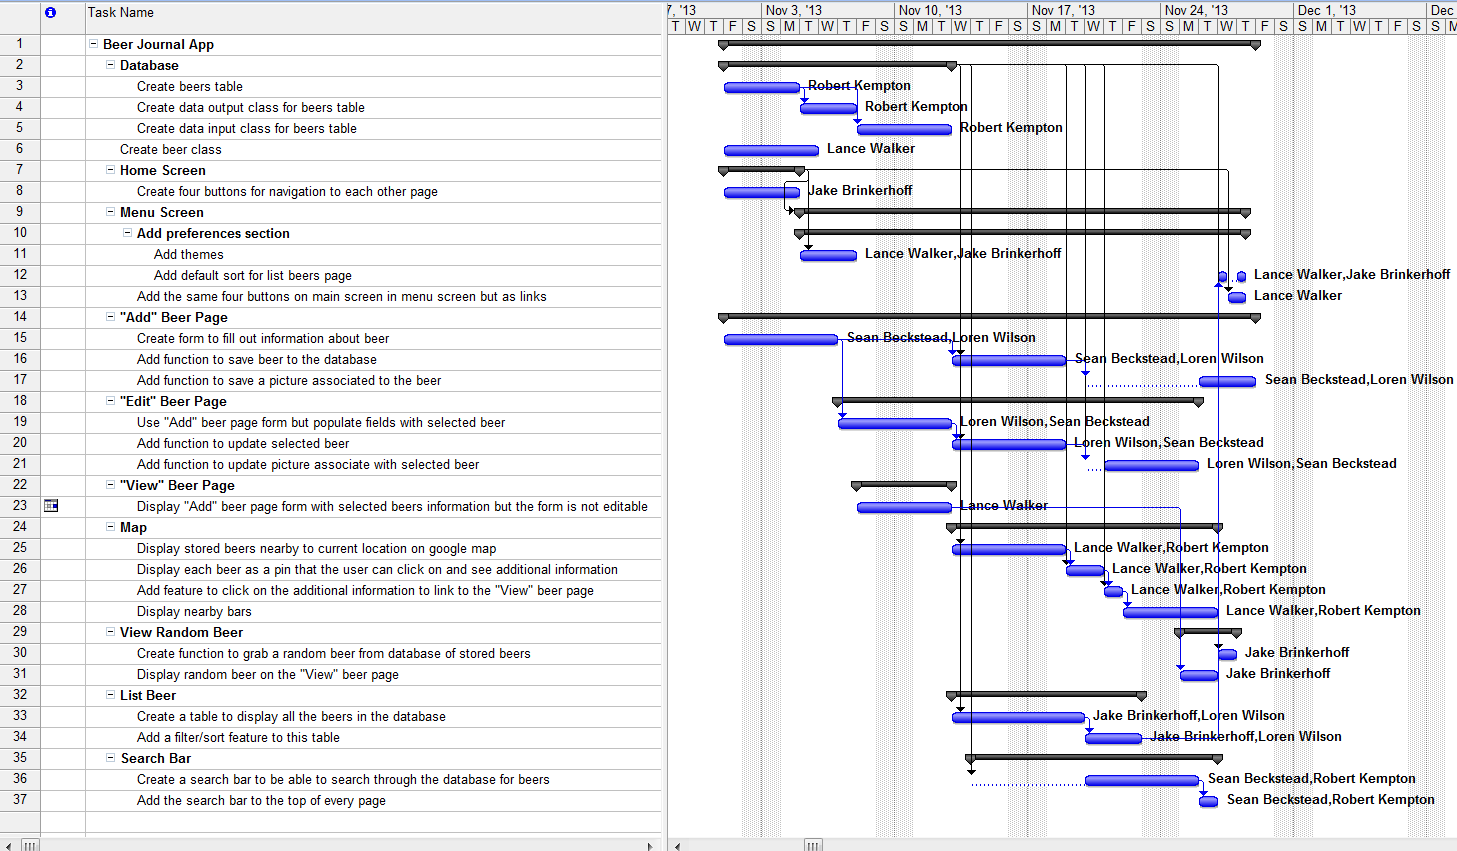 Task Name
7, '13 Nov 3, '13 Nov 10, '13 Nov 17, '13 Nov 24, '13 Dec 1, '13 Dec
T W T F S S M T W T F S S M T W T F S S M T W T F S S M T W T F S S M T W T F S S M
1 Beer Journal App
2 Database
3 Create beers table Robert Kempton
4 Create data output class for beers table Robert Kempton
5 Create data input class for beers table Robert Kempton
6 Create beer class Lance Walker
7 Home Screen
8 Create four buttons for navigation to each other page Jake Brinkerhoff
9 Menu Screen
10 Add preferences section
11 Add themes Lance Walker,Jake Brinkerhoff
12 Add default sort for list beers page Lance Walker,Jake Brinkerhoff
13 Add the same four buttons on main screen in menu screen but as links Lance Walker
14 "Add" Beer Page
15 Create form to fill out information about beer Sean Beckstead,Loren Wilson
16 Add function to save beer to the database Sean Beckstead,Loren Wilson
17 Add function to save a picture associated to the beer Sean Beckstead,Loren Wilson
18 "Edit" Beer Page
19 Use "Add" beer page form but populate fields with selected beer Loren Wilson,Sean Beckstead
20 Add function to update selected beer Loren Wilson,Sean Beckstead
21 Add function to update picture associate with selected beer Loren Wilson,Sean Beckstead
22 "View" Beer Page
23 Display "Add" beer page form with selected beers information but the form is not editable Lance Walker
24 Map
25 Display stored beers nearby to current location on google map Lance Walker,Robert Kempton
26 Display each beer as a pin that the user can click on and see additional information Lance Walker,Robert Kempton
27 Add feature to click on the additional information to link to the "View" beer page Lance Walker,Robert Kempton
28 Display nearby bars Lance Walker,Robert Kempton
29 View Random Beer
30 Create function to grab a random beer from database of stored beers Jake Brinkerhoff
31 Display random beer on the "View" beer page Jake Brinkerhoff
32 List Beer
33 Create a table to display all the beers in the database Jake Brinkerhoff,Loren Wilson
34 Add a filter/sort feature to this table Jake Brinkerhoff,Loren Wilson
35 Search Bar
36 Create a search bar to be able to search through the database for beers Sean Beckstead,Robert Kempton
37 Add the search bar to the top of every page Sean Beckstead,Robert Kempton